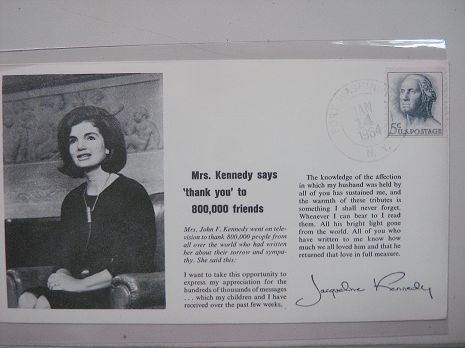 JAN
14
1964
N.Y.
5c U.S. POSTAGE
Mrs. Kennedy says
'thank you' to
800,000 friends
Mrs. John F. Kennedy went on tele-
vision to thank 800,000 people from
all over the world who had written
her about their sorrow and sympa-
thy. She said this:
I want to take this opportunity to
express my appreciation for the
hundreds of thousands of messages
. . . which my children and I have
received over the past few weeks.
The knowledge of the affection
in which my husband was held by
all of you has sustained me, and
the warmth of these tributes is
something I shall never forget.
Whenever I can bear to I read
them. All his bright light gone
from the world. All of you who
have written to me know how
much we all loved him and that he
returned that love in full measure.
Jacqueline Kennedy